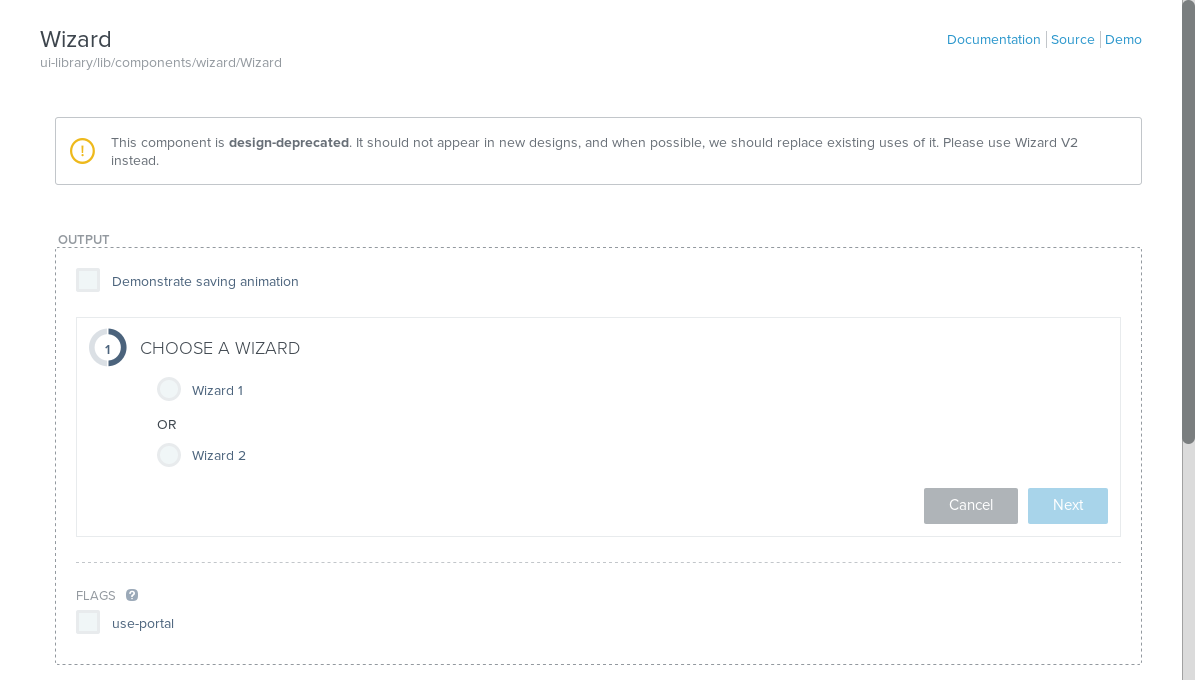 Wizard
Documentation Source Demo
ui-library/lib/components/wizard/Wizard
! This component is design-deprecated. It should not appear in new designs, and when possible, we should replace existing uses of it. Please use Wizard V2
instead.
OUTPUT
Demonstrate saving animation
1 CHOOSE A WIZARD
Wizard 1
OR
Wizard 2
Cancel Next
FLAGS ?
use-portal